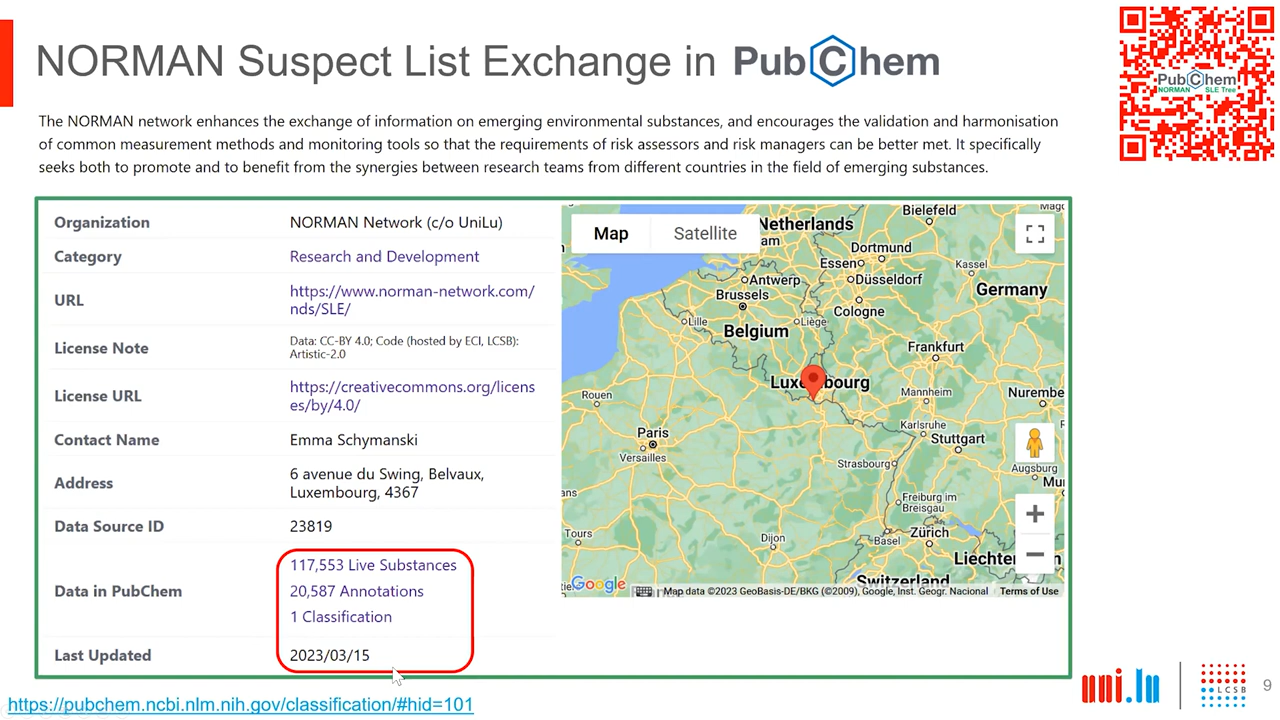 NORMAN Suspect List Exchange in PubChem
PubChem
NORMAN SLE Tree
The NORMAN network enhances the exchange of information on emerging environmental substances, and encourages the validation and harmonisation
of common measurement methods and monitoring tools so that the requirements of risk assessors and risk managers can be better met. It specifically
seeks both to promote and to benefit from the synergies between research teams from different countries in the field of emerging substances.
Organization NORMAN Network (c/o UniLu)
Category Research and Development
URL https://www.norman-network.com/
nds/SLE/
License Note Data: CC-BY 4.0; Code (hosted by ECI, LCSB):
Artistic-2.0
License URL https://creativecommons.org/licens
es/by/4.0/
Contact Name Emma Schymanski
Address 6 avenue du Swing, Belvaux,
Luxembourg, 4367
Data Source ID 23819
Data in PubChem 117,553 Live Substances
20,587 Annotations
1 Classification
Last Updated 2023/03/15
Map Satellite
Netherlands
Bielefeld
Dortmund
Essen
Kassel
Antwerp
Düsseldorf
Brussels
Germany
Cologne
Lille
Belgium
Liège
Frankfurt
Luxembourg
Rouen
Mannheim
Nurembe
Paris
Karlsruhe
Versailles
Stuttgart
Strasbourg
Augsburg
Freiburg im
Breisgau
Tours
Dijon
Basel
Zürich
Liechten
Switzerland
Google
Map data ©2023 GeoBasis-DE/BKG (©2009), Google, Inst. Geogr. Nacional Terms of Use
https://pubchem.ncbi.nlm.nih.gov/classification/#hid=101
uni.lu
LCSB
9